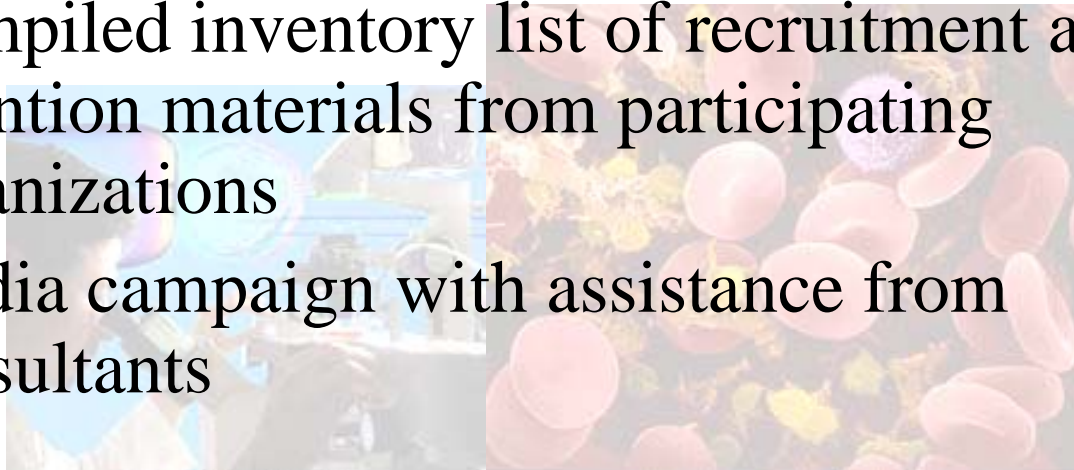 mpiled inventory list of recruitment a
ntion materials from participating
anizations
dia campaign with assistance from
sultants